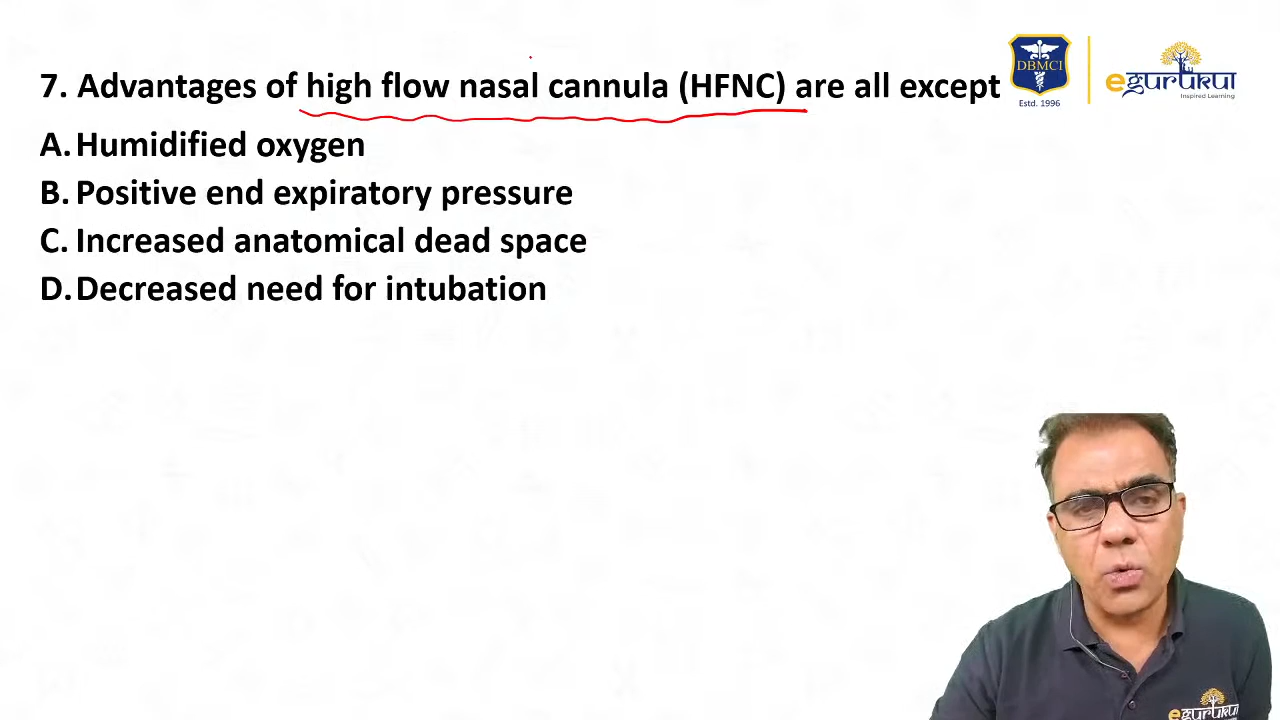 7. Advantages of high flow nasal cannula (HFNC) are all except
A. Humidified oxygen
B. Positive end expiratory pressure
C. Increased anatomical dead space
D. Decreased need for intubation
DBMCI
Estd. 1996
egurukul
Inspired Learning
egurukul